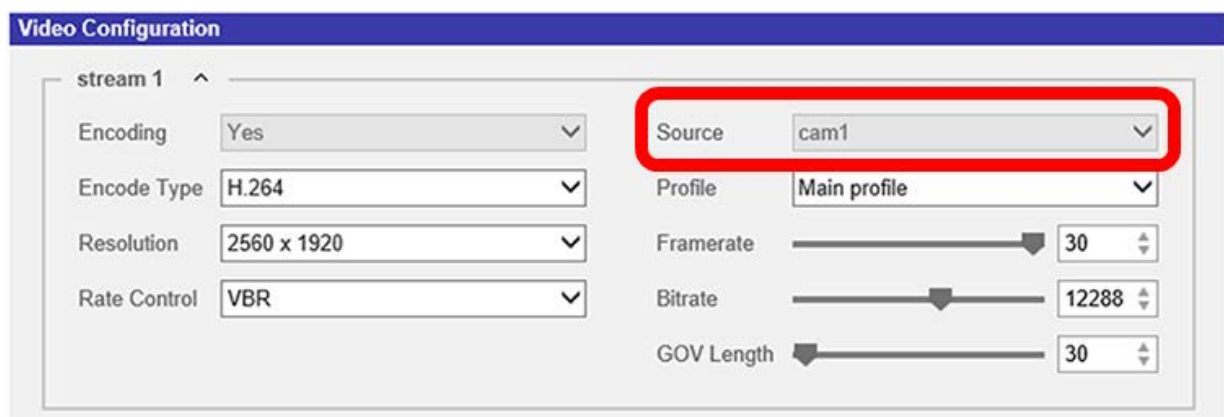 Video Configuration
stream 1
Encoding Yes
Source cam1
Encode Type H.264
Profile Main profile
Resolution 2560 x 1920
Framerate 30
Rate Control VBR
Bitrate 12288
GOV Length 30